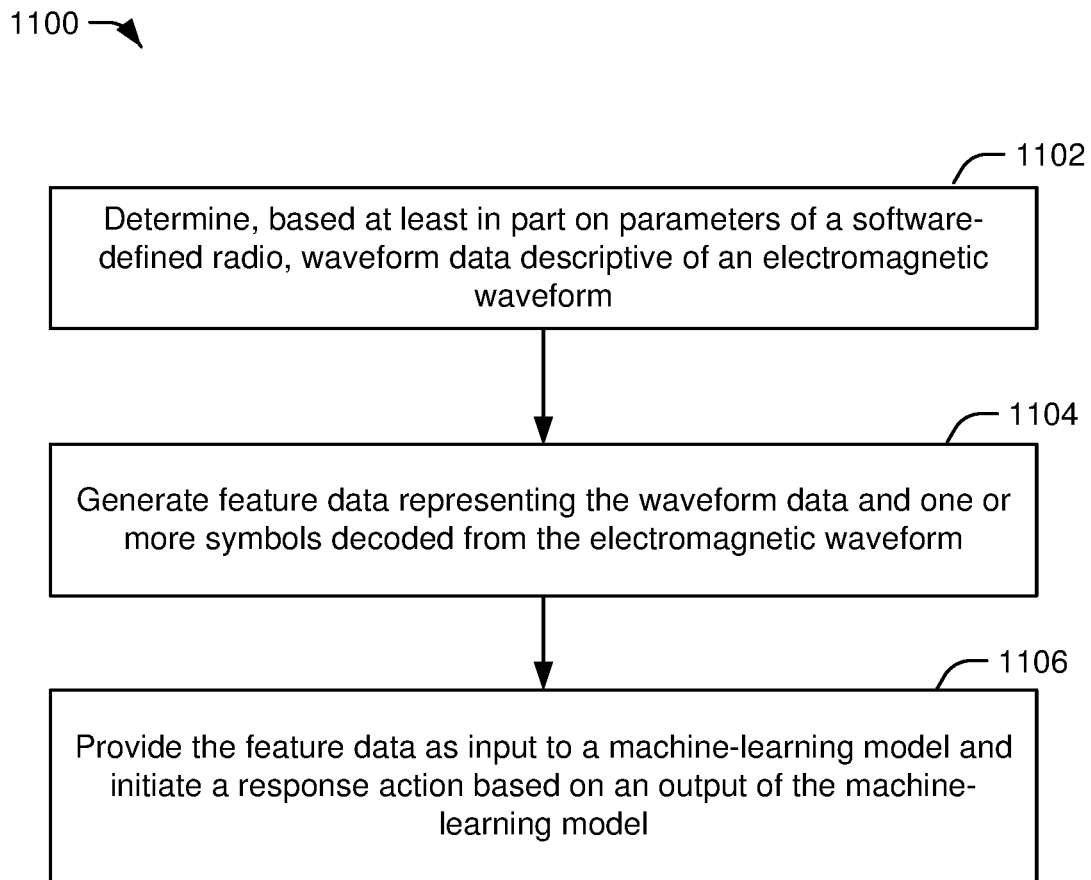 1100
1102
Determine, based at least in part on parameters of a software-
defined radio, waveform data descriptive of an electromagnetic
waveform
1104
Generate feature data representing the waveform data and one or
more symbols decoded from the electromagnetic waveform
1106
Provide the feature data as input to a machine-learning model and
initiate a response action based on an output of the machine-
learning model